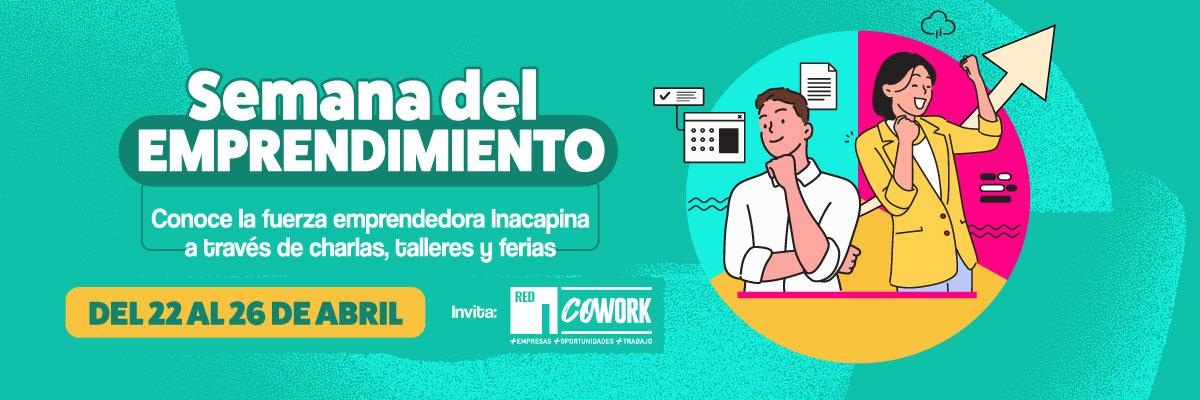 Semana del
EMPRENDIMIENTO
Conoce la fuerza emprendedora Inacapina
a través de charlas, talleres y ferias
DEL 22 AL 26 DE ABRIL
Invita:
RED
COWORK
+EMPRESAS +OPORTUNIDADES +TRABAJO